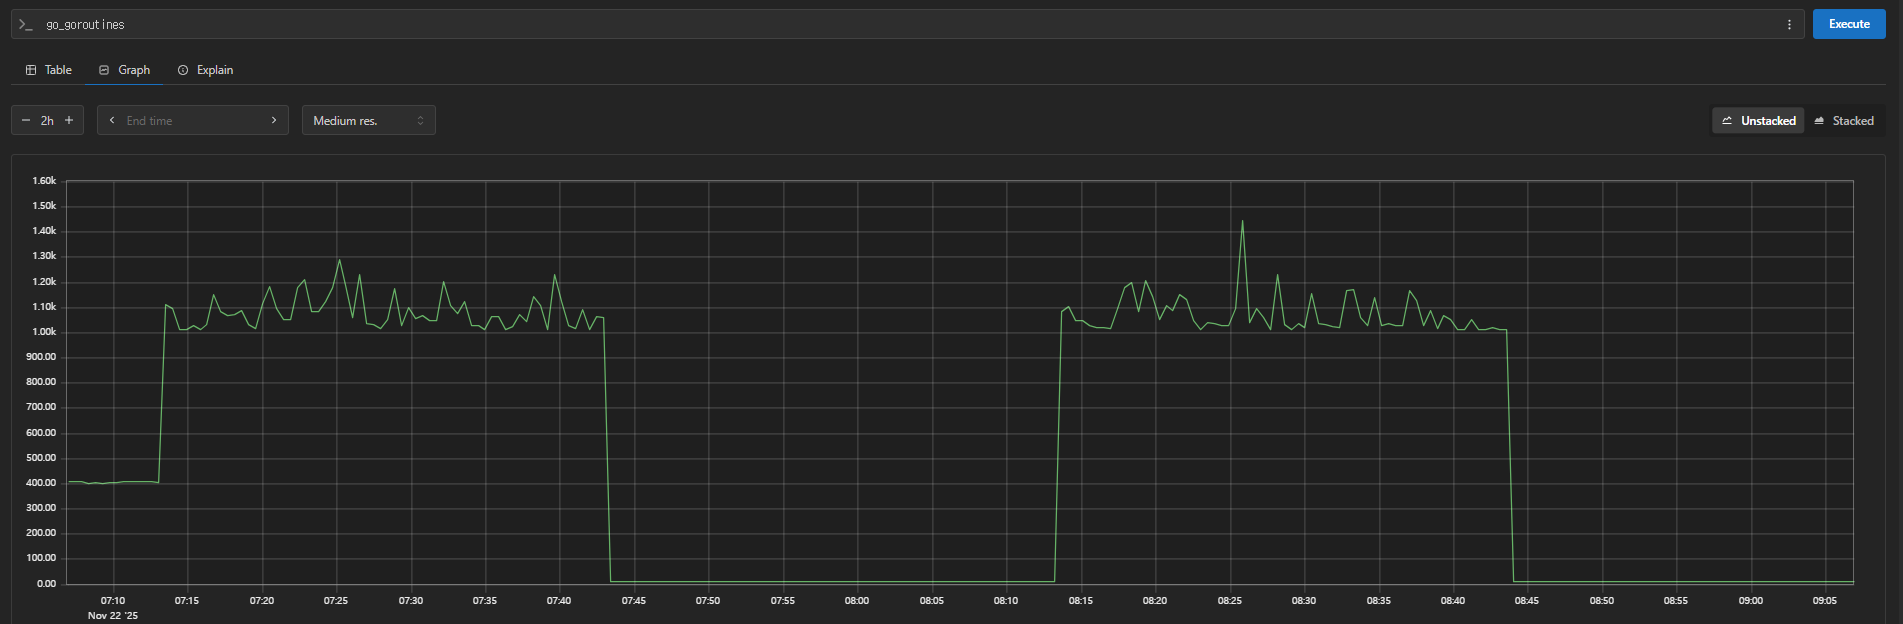 go_goroutines
Execute
Table Graph Explain
2h End time Medium res. Unstacked Stacked
1.60k
1.50k
1.40k
1.30k
1.20k
1.10k
1.00k
900.00
800.00
700.00
600.00
500.00
400.00
300.00
200.00
100.00
0.00
07:10 07:15 07:20 07:25 07:30 07:35 07:40 07:45 07:50 07:55 08:00 08:05 08:10 08:15 08:20 08:25 08:30 08:35 08:40 08:45 08:50 08:55 09:00 09:05
Nov 22 '25